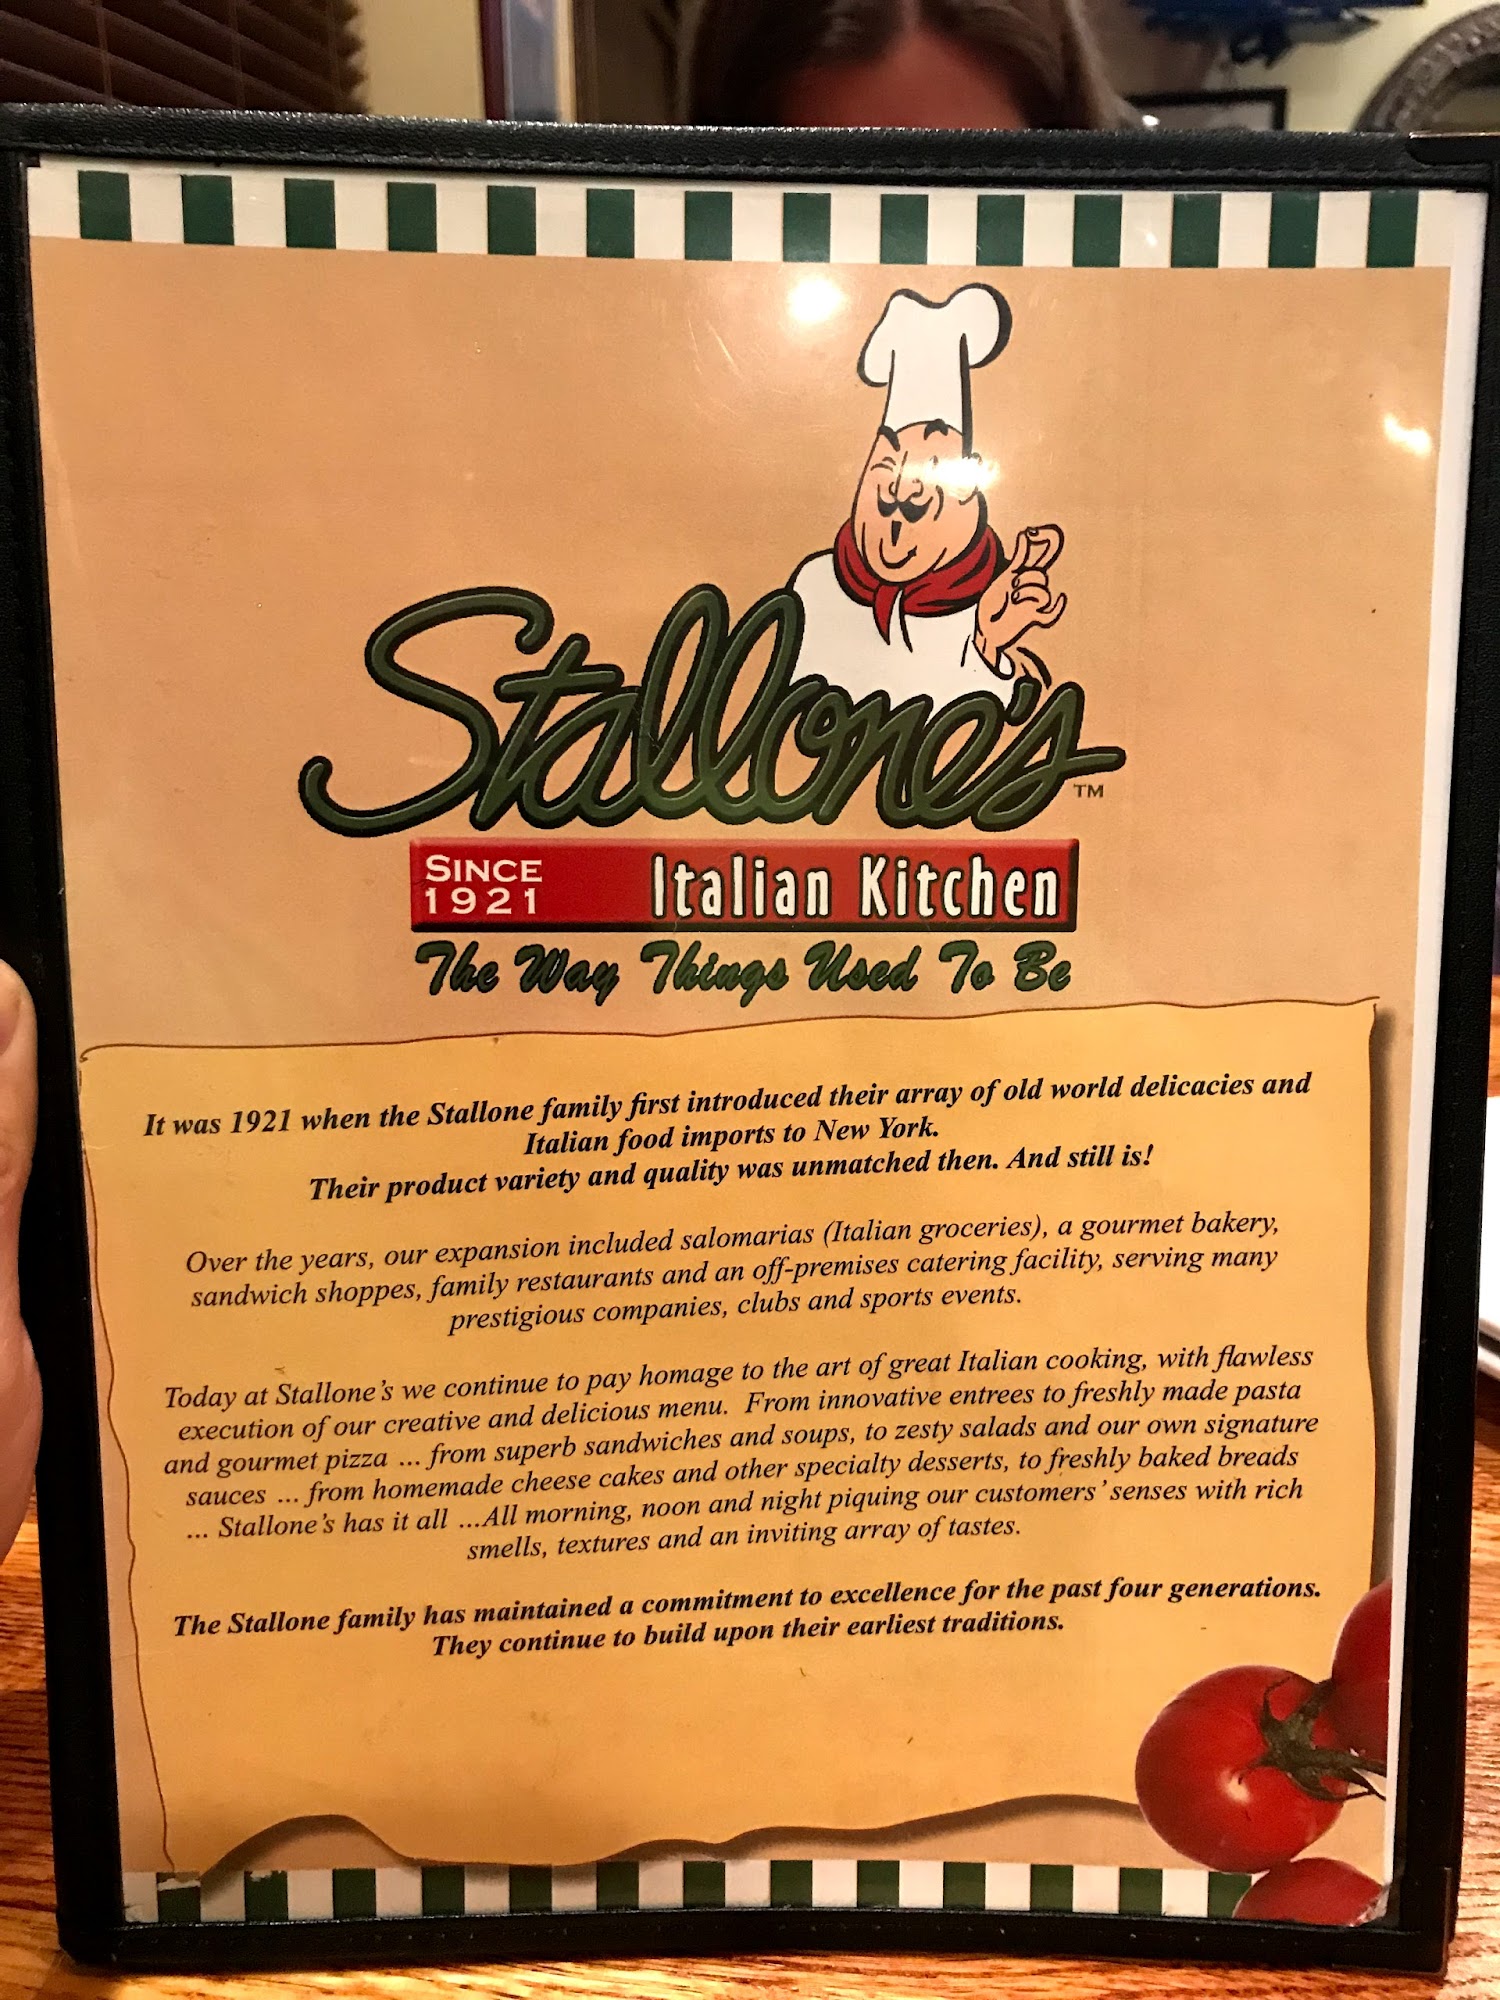 Stallone's TM
SINCE
1921
Italian Kitchen
The Way Things Used To Be
It was 1921 when the Stallone family first introduced their array of old world delicacies and
Italian food imports to New York.
Their product variety and quality was unmatched then. And still is!
Over the years, our expansion included salomarias (Italian groceries), a gourmet bakery,
sandwich shoppes, family restaurants and an off-premises catering facility, serving many
prestigious companies, clubs and sports events.
Today at Stallone's we continue to pay homage to the art of great Italian cooking, with flawless
execution of our creative and delicious menu. From innovative entrees to freshly made pasta
and gourmet pizza ... from superb sandwiches and soups, to zesty salads and our own signature
sauces ... from homemade cheese cakes and other specialty desserts, to freshly baked breads
... Stallone's has it all ...All morning, noon and night piquing our customers' senses with rich
smells, textures and an inviting array of tastes.
The Stallone family has maintained a commitment to excellence for the past four generations.
They continue to build upon their earliest traditions.